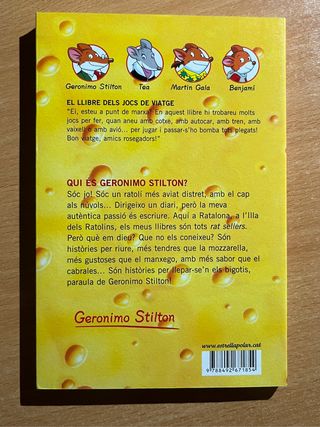 Geronimo Stilton
Tea
Martin Gala
Benjamí
EL LLIBRE DELS JOCS DE VIATGE
"Ei, esteu a punt de marxa? En aquest llibre hi trobareu molts
jocs per fer, quan aneu amb cotxe, amb autocar, amb tren, amb
vaixell o amb avió... per jugar i passar-s'ho bomba tots plegats!
Bon viatge, amics rosegadors!"
QUI ÉS GERONIMO STILTON?
Sóc jo! Sóc un ratolí més aviat distret, amb el cap
als núvols... Dirigeixo un diari, però la meva
autèntica passió és escriure. Aquí a Ratalona, a l'Illa
dels Ratolins, els meus llibres són tots rat sellers.
Però què em dieu? Que no els coneixeu? Són
històries per riure, més tendres que la mozzarella,
més gustoses que el manxego, amb més sabor que el
cabrales... Són històries per llepar-se'n els bigotis,
paraula de Geronimo Stilton!
Geronimo Stilton
www.estrellapolar.cat
9 788492 671854